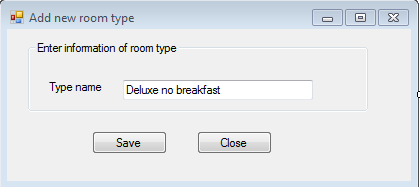 Add new room type
Enter information of room type
Type name
Deluxe no breakfast
Save
Close